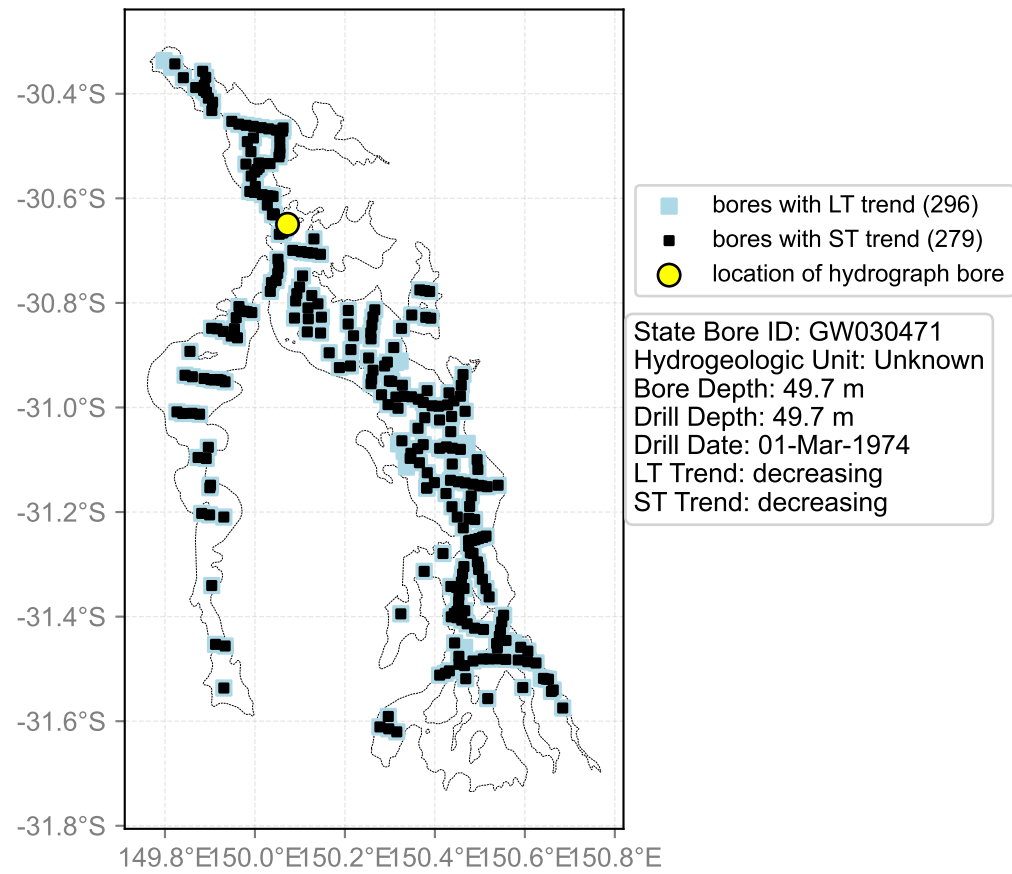 -30.4°S
-30.6°S
-30.8°S
-31.0°S
-31.2°S
-31.4°S
-31.6°S
-31.8°S
149.8°E150.0°E150.2°E150.4°E150.6°E150.8°E
bores with LT trend (296)
bores with ST trend (279)
location of hydrograph bore
State Bore ID: GW030471
Hydrogeologic Unit: Unknown
Bore Depth: 49.7 m
Drill Depth: 49.7 m
Drill Date: 01-Mar-1974
LT Trend: decreasing
ST Trend: decreasing